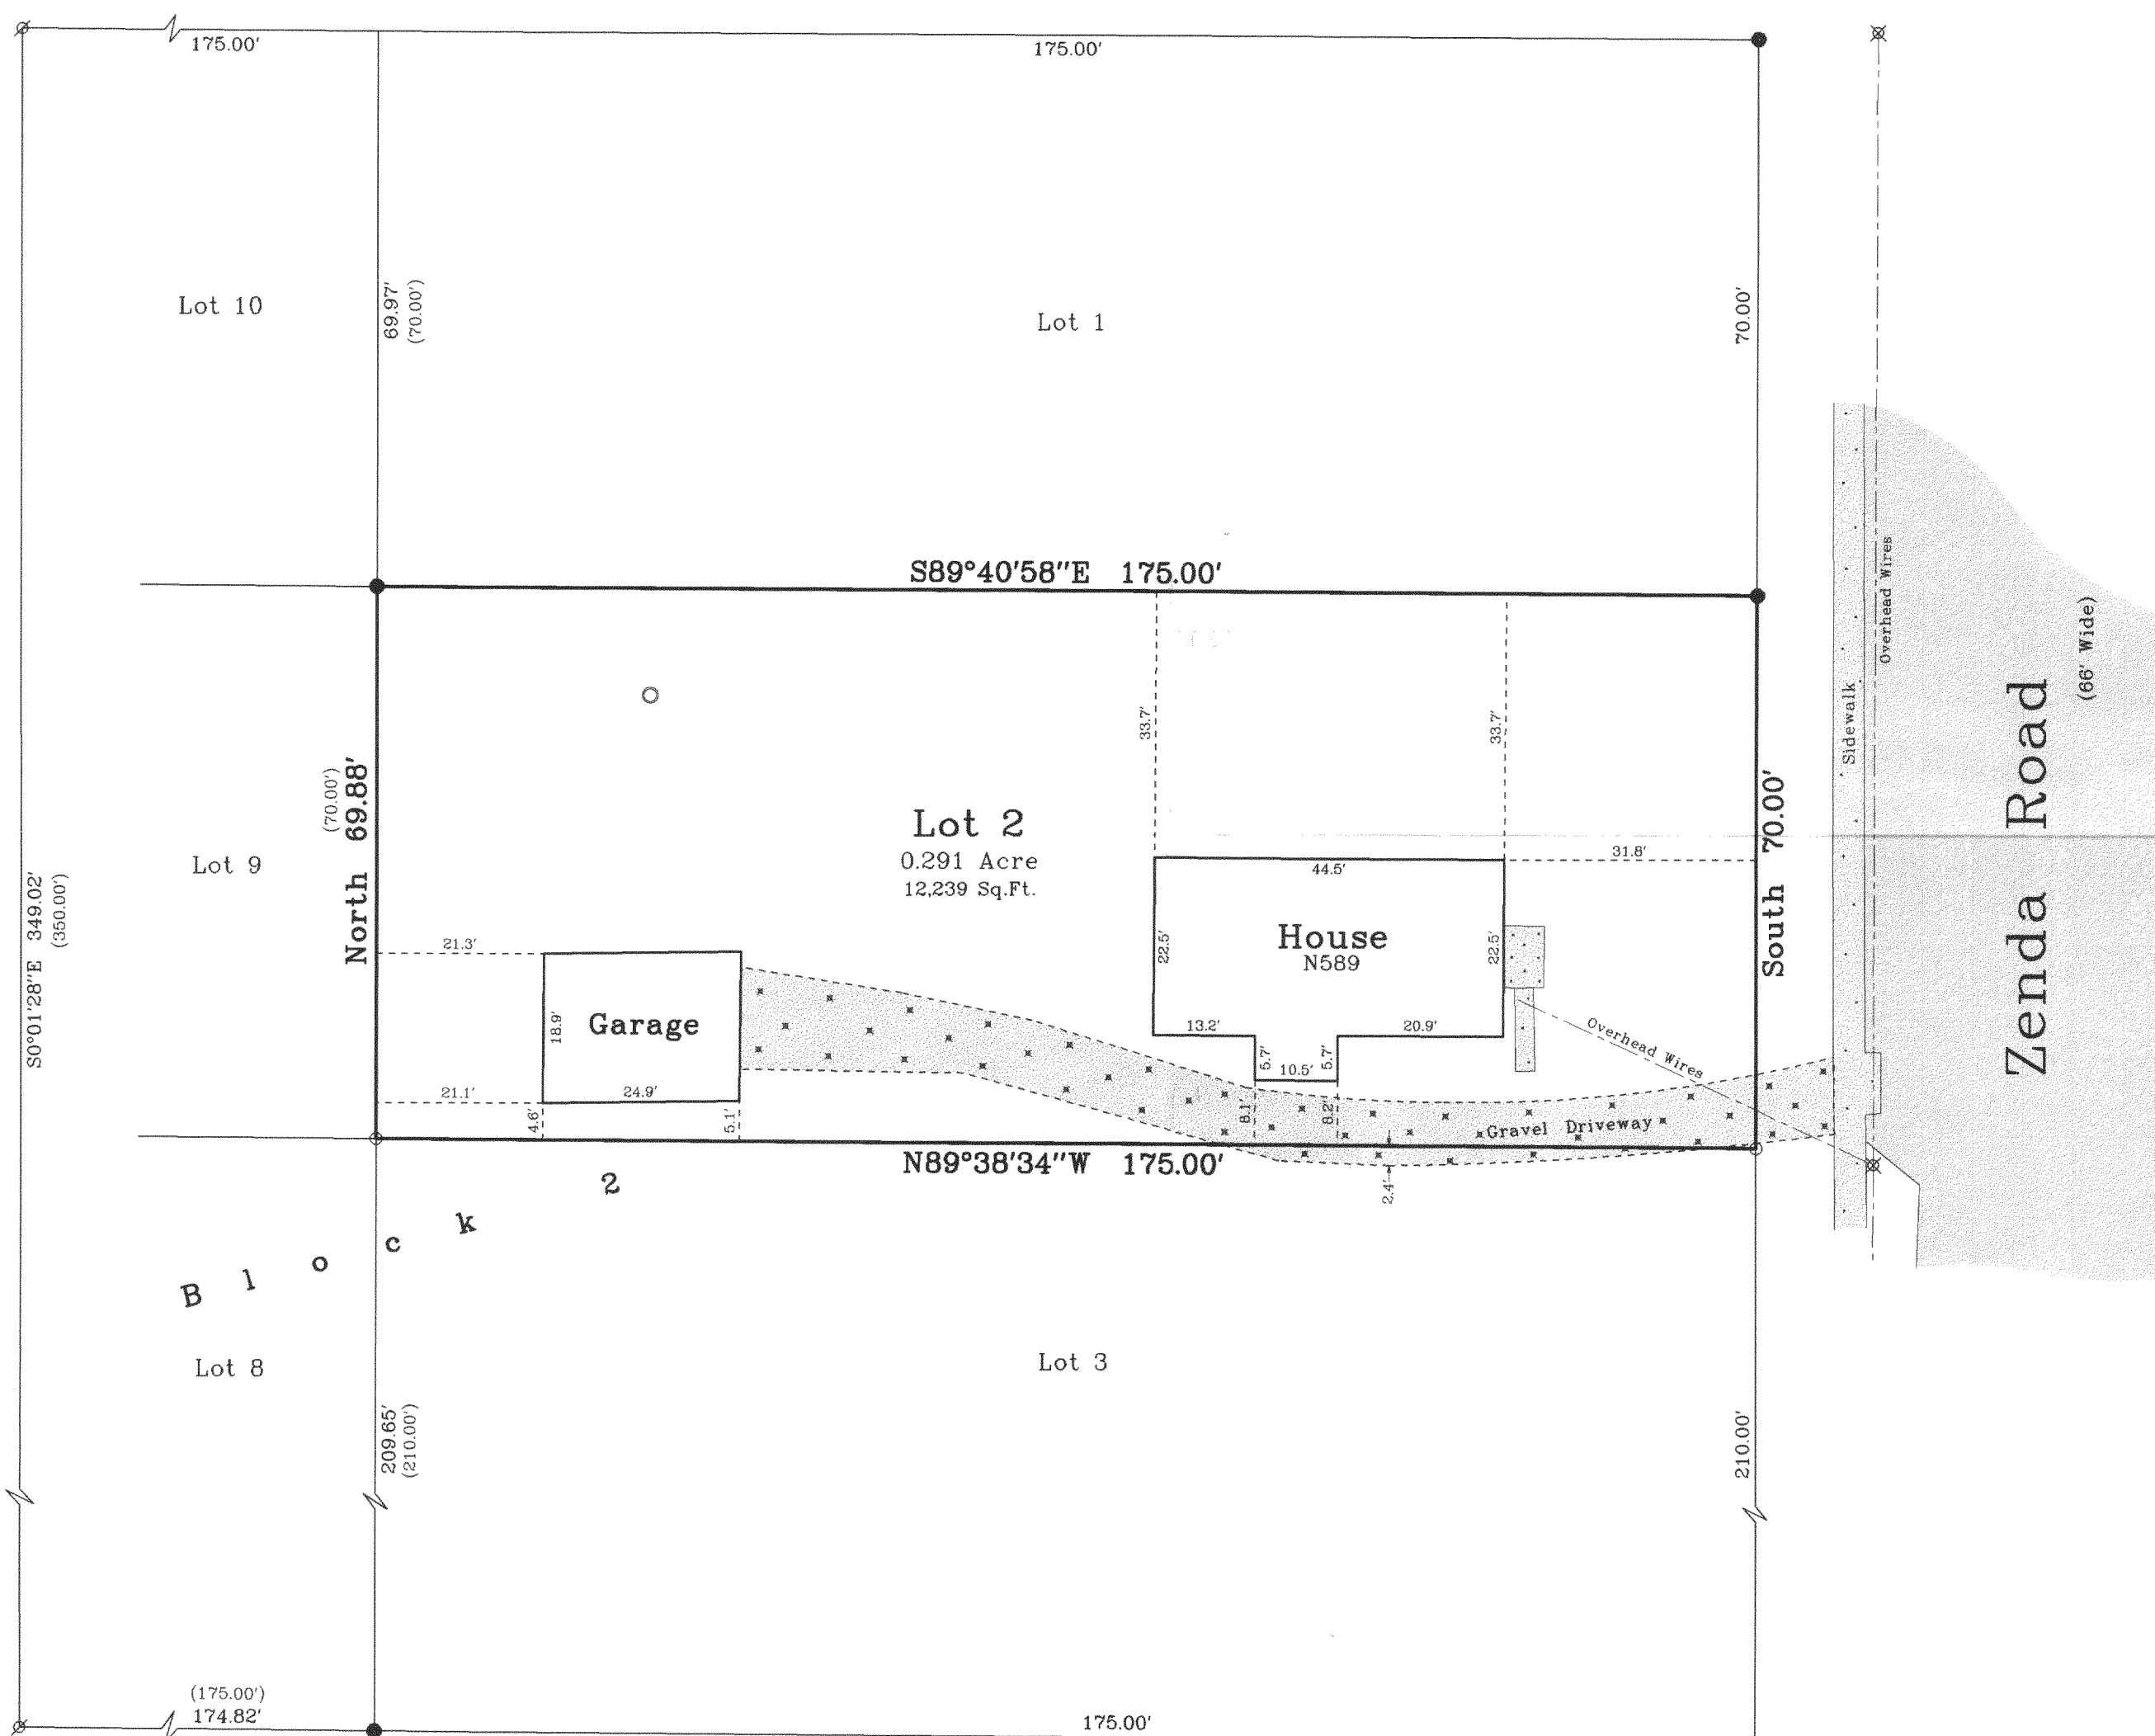 175.00'
175.00'
Lot 10
69.97'
(70.00')
Lot 1
70.00'
S89°40'58"E 175.00'
Overhead Wires
(66' Wide)
Zenda Road
Sidewalk
33.7'
33.7'
North 69.88'
(70.00')
Lot 9
Lot 2
0.291 Acre
12,239 Sq.Ft.
South 70.00'
31.8'
44.5'
S0°01'28"E 349.02'
(350.00')
House
N589
22.5'
22.5'
21.3'
18.9'
Garage
13.2'
20.9'
Overhead Wires
5.7'
5.7'
10.5'
21.1'
24.9'
4.6'
5.1'
8.1'
8.2'
Gravel Driveway
N89°38'34"W 175.00'
2.4'
Block 2
Lot 8
Lot 3
209.65'
(210.00')
210.00'
(175.00')
174.82'
175.00'